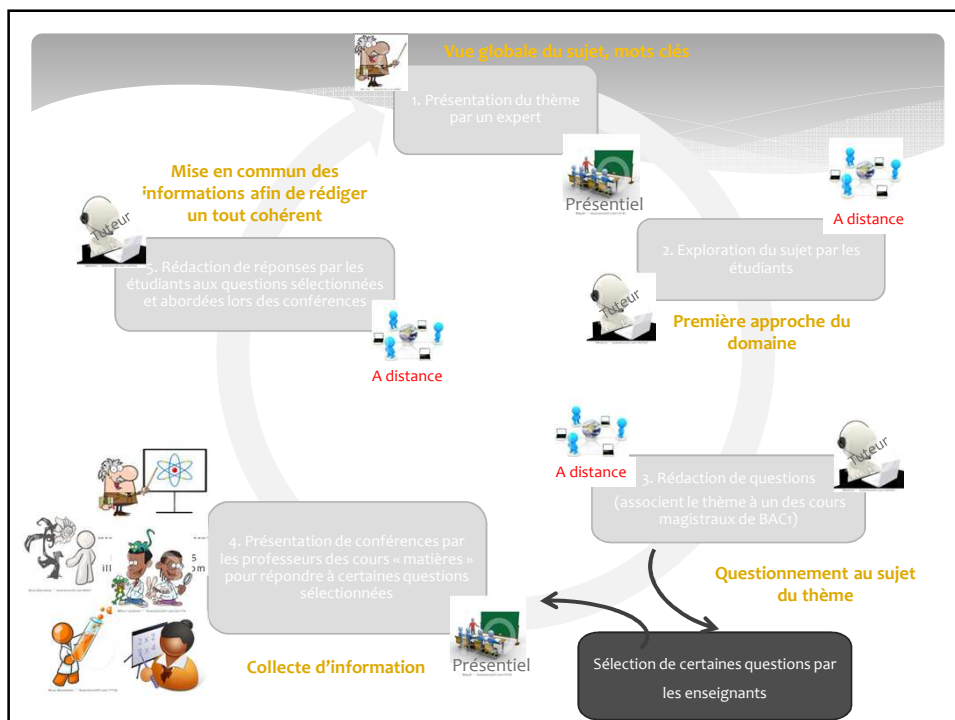 Vue globale du sujet, mots clés
1. Présentation du thème
par un expert
Présentiel
A distance
2. Exploration du sujet par les
étudiants
Tuteur
Première approche du
domaine
A distance
Tuteur
3. Rédaction de questions
(associent le thème à un des cours
magistraux de BAC1)
Questionnement au sujet
du thème
Sélection de certaines questions par
les enseignants
4. Présentation de conférences par
les professeurs des cours « matières »
pour répondre à certaines questions
sélectionnées
Présentiel
Collecte d’information
2 x 2
Mise en commun des
informations afin de rédiger
un tout cohérent
Tuteur
5. Rédaction de réponses par les
étudiants aux questions sélectionnées
et abordées lors des conférences
A distance